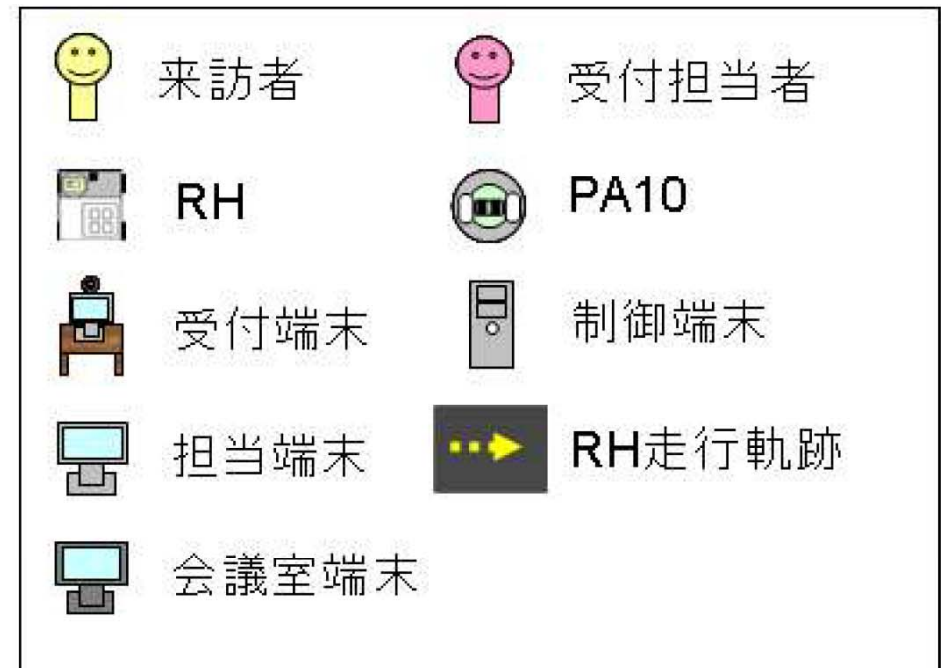 来訪者
受付担当者
RH
PA10
受付端末
制御端末
担当端末
RH走行軌跡
会議室端末